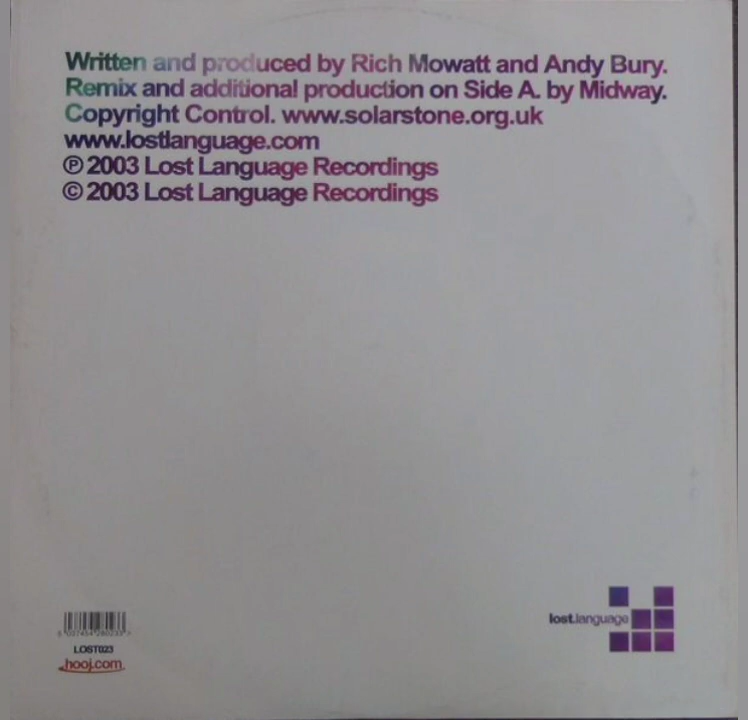 Written and produced by Rich Mowatt and Andy Bury.
Remix and additional production on Side A. by Midway.
Copyright Control. www.solarstone.org.uk
www.lostlanguage.com
℗ 2003 Lost Language Recordings
© 2003 Lost Language Recordings
lost.language
LOST023
hooj.com